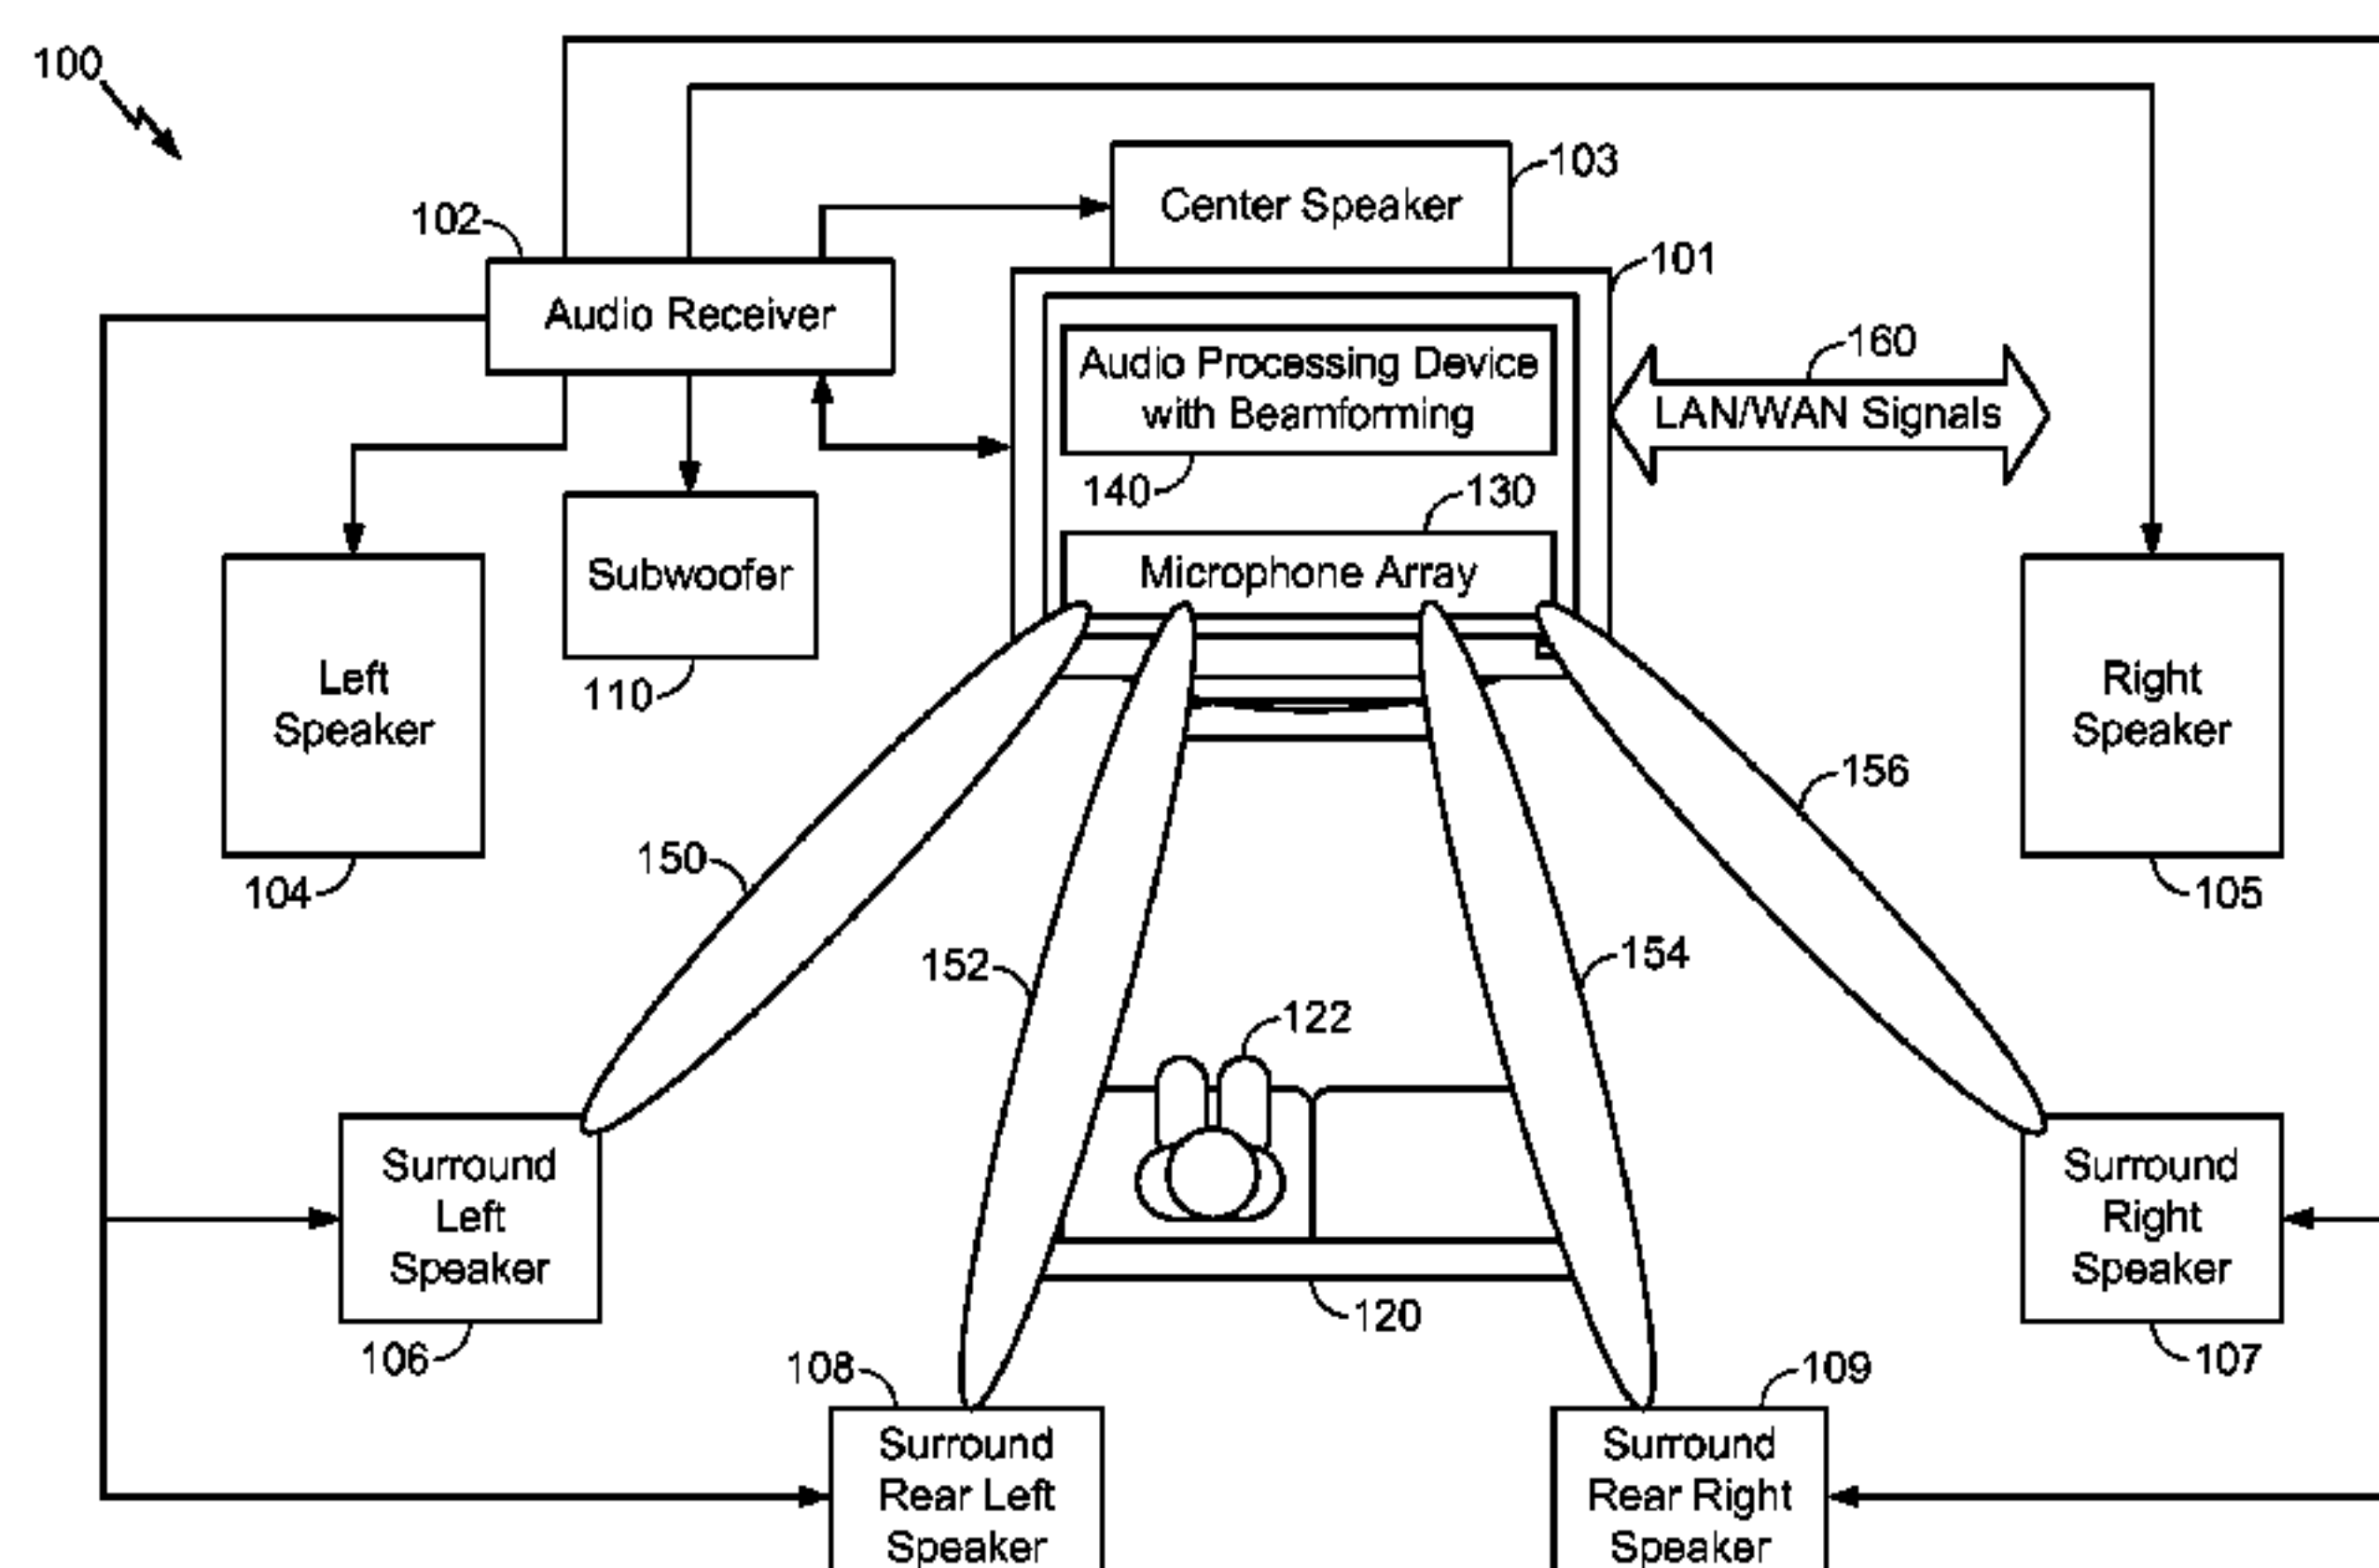 100
103
Center Speaker
102
101
Audio Receiver
160
Audio Processing Device
with Beamforming
LAN/WAN Signals
140
130
Subwoofer
Microphone Array
110
Left
Speaker
Right
Speaker
104
105
150
156
152
154
122
Surround
Left
Speaker
Surround
Right
Speaker
120
106
107
108
109
Surround
Rear Left
Speaker
Surround
Rear Right
Speaker